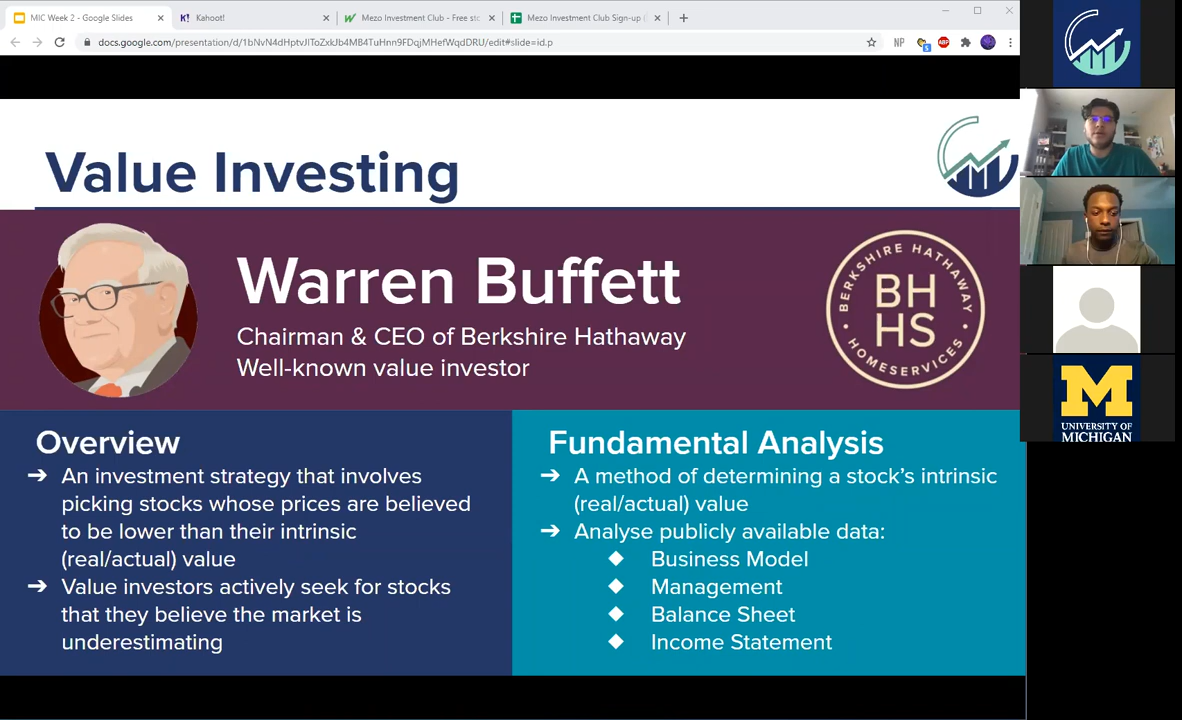 MIC Week 2 - Google Slides
Kahoot!
Mezo Investment Club - Free sto
Mezo Investment Club Sign-up (
docs.google.com/presentation/d/1bNvN4dHptvJlToZxkJb4MB4TuHnn9FDqjMHefWqdDRU/edit#slide=id.p
NP
5
ABP
Value Investing
Warren Buffett
Chairman & CEO of Berkshire Hathaway
Well-known value investor
BERKSHIRE HATHAWAY
BH
HS
HOMESERVICES
Overview
➔ An investment strategy that involves
picking stocks whose prices are believed
to be lower than their intrinsic
(real/actual) value
➔ Value investors actively seek for stocks
that they believe the market is
underestimating
Fundamental Analysis
➔ A method of determining a stock's intrinsic
(real/actual) value
➔ Analyse publicly available data:
◆ Business Model
◆ Management
◆ Balance Sheet
◆ Income Statement
M
UNIVERSITY OF
MICHIGAN